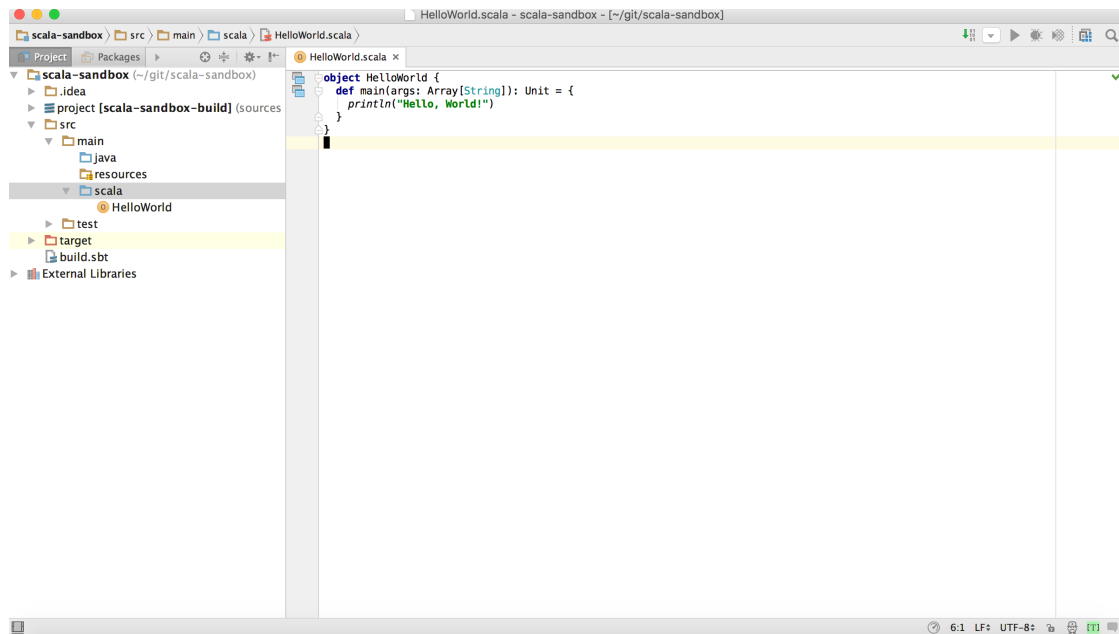 HelloWorld.scala - scala-sandbox - [~/git/scala-sandbox]
scala-sandbox src main scala HelloWorld.scala
Project Packages
HelloWorld.scala
scala-sandbox (~/git/scala-sandbox)
.idea
project [scala-sandbox-build] (sources
src
main
java
resources
scala
HelloWorld
test
target
build.sbt
External Libraries
object HelloWorld {
def main(args: Array[String]): Unit = {
println("Hello, World!")
}
}
6:1 LF UTF-8 [T]